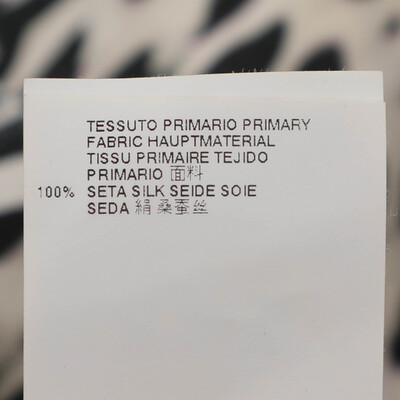 TESSUTO PRIMARIO PRIMARY
FABRIC HAUPTMATERIAL
TISSU PRIMAIRE TEJIDO
PRIMARIO 面料
100% SETA SILK SEIDE SOIE
SEDA 絹 桑蚕丝